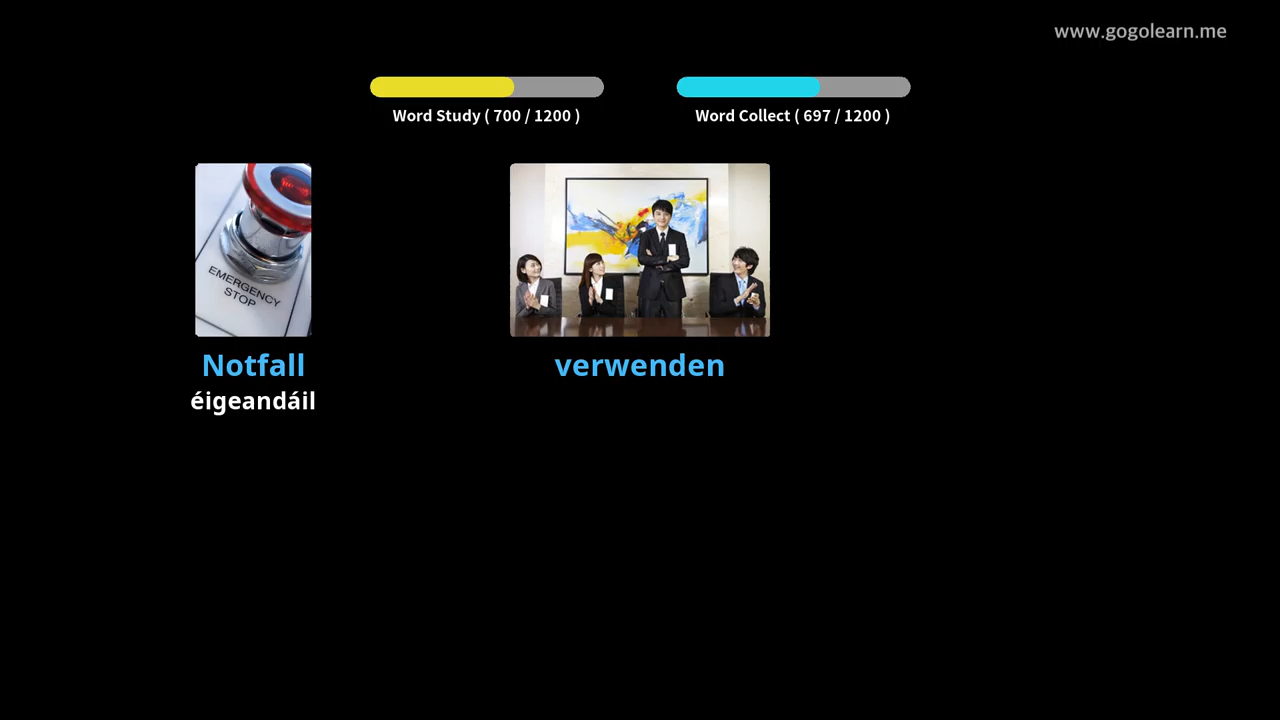 www.gogolearn.me
Word Study ( 700 / 1200 )
Word Collect ( 697 / 1200 )
EMERGENCY
STOP
Notfall
verwenden
éigeandáil